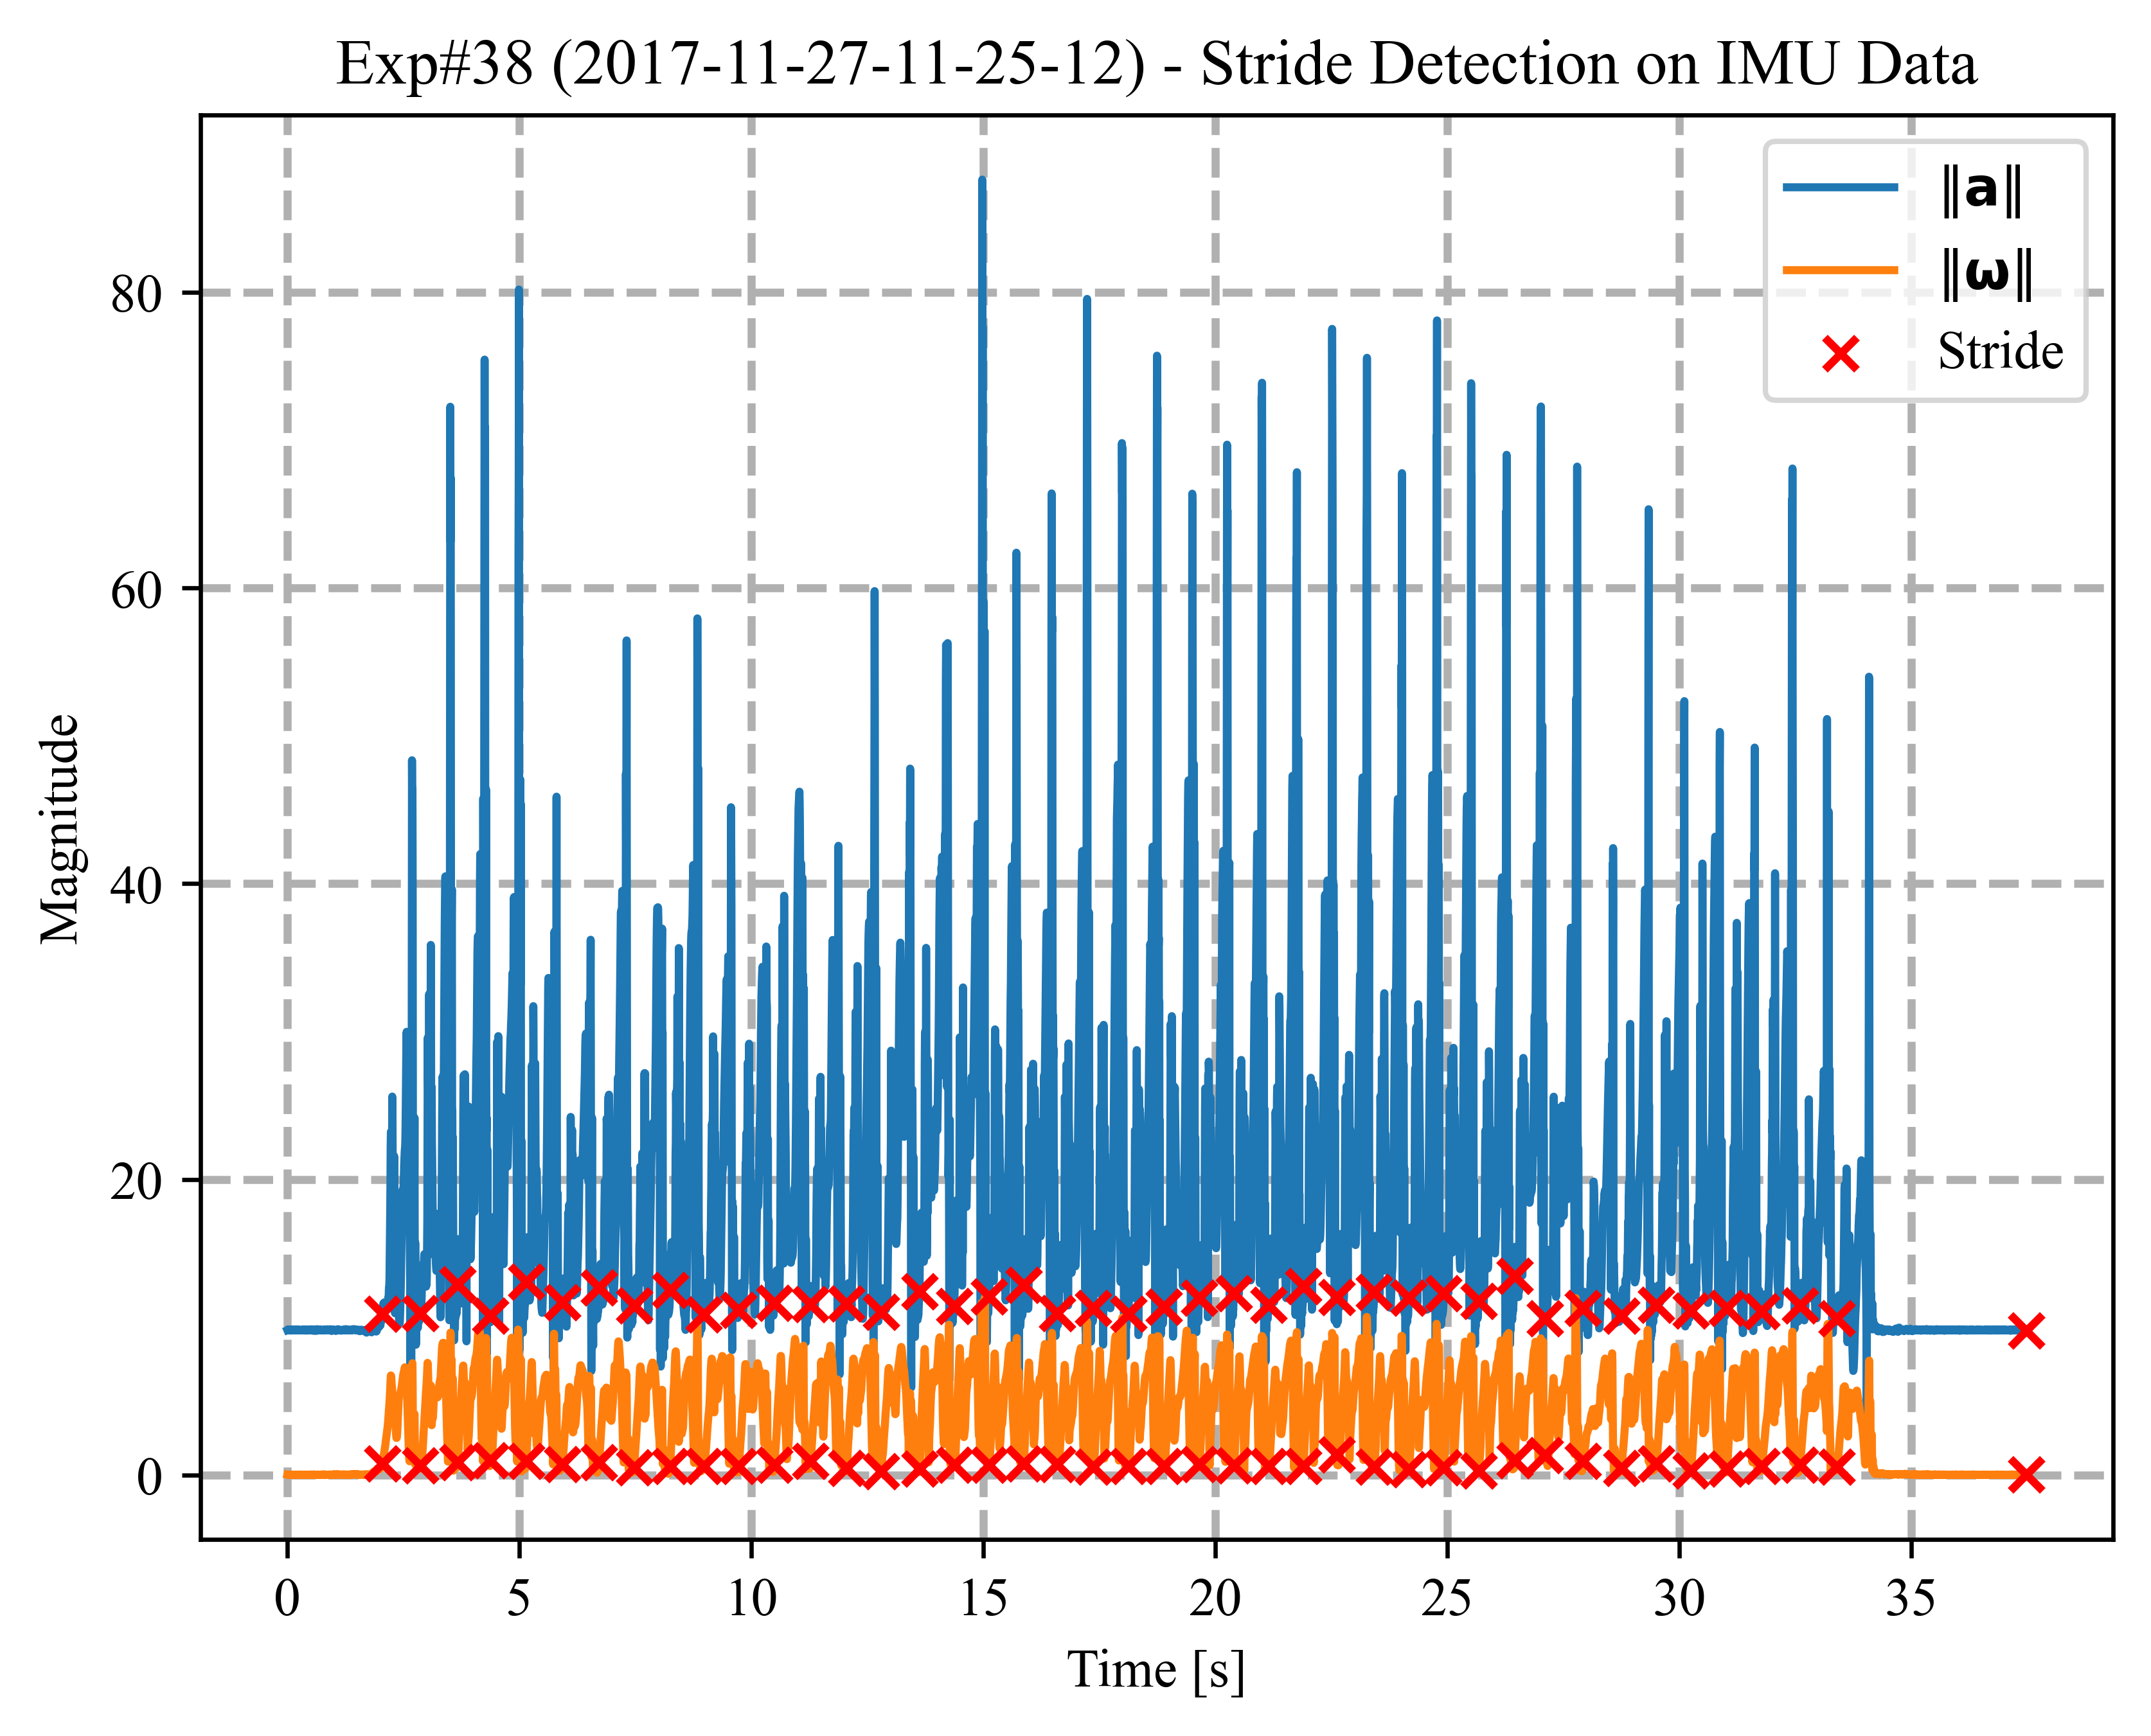 Exp#38 (2017-11-27-11-25-12) - Stride Detection on IMU Data
‖a‖
‖ω‖
Stride
Magnitude
80
60
40
20
0
0 5 10 15 20 25 30 35
Time [s]